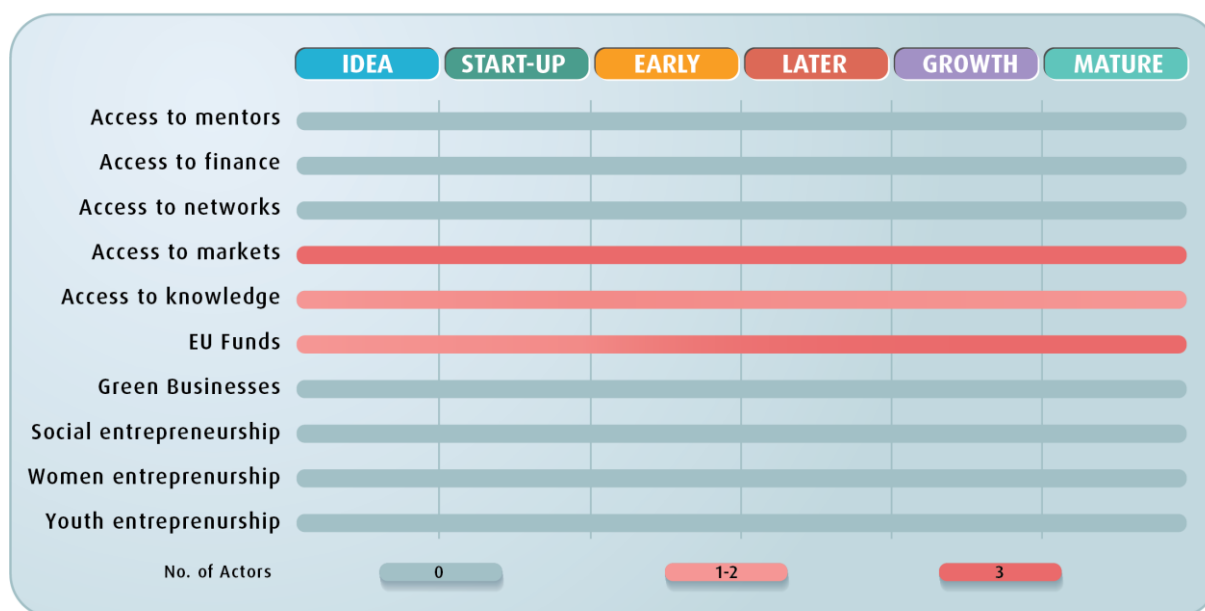 IDEA START-UP EARLY LATER GROWTH MATURE
Access to mentors
Access to finance
Access to networks
Access to markets
Access to knowledge
EU Funds
Green Businesses
Social entrepreneurship
Women entreprenurship
Youth entreprenurship
No. of Actors 0 1-2 3